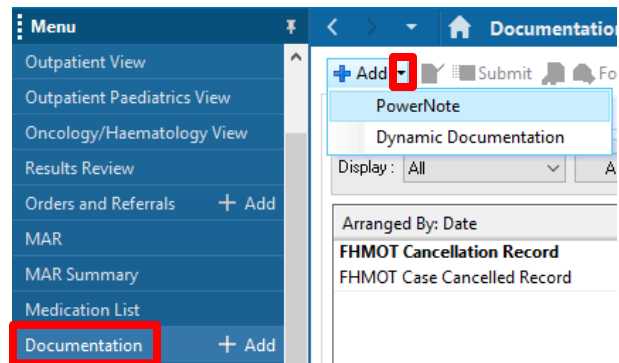 Menu
Outpatient View
Outpatient Paediatrics View
Oncology/Haematology View
Results Review
Orders and Referrals + Add
MAR
MAR Summary
Medication List
Documentation + Add
Documentation
Add Submit Fo
PowerNote
Dynamic Documentation
Display : All A
Arranged By: Date
FHMOT Cancellation Record
FHMOT Case Cancelled Record